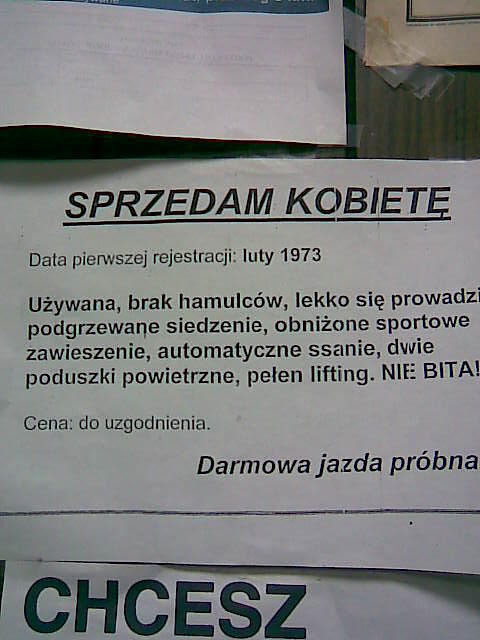 SPRZEDAM KOBIETĘ
Data pierwszej rejestracji: luty 1973
Używana, brak hamulców, lekko się prowadzi
podgrzewane siedzenie, obniżone sportowe
zawieszenie, automatyczne ssanie, dwie
poduszki powietrzne, pełen lifting. NIE BITA!
Cena: do uzgodnienia.
Darmowa jazda próbna
CHCESZ